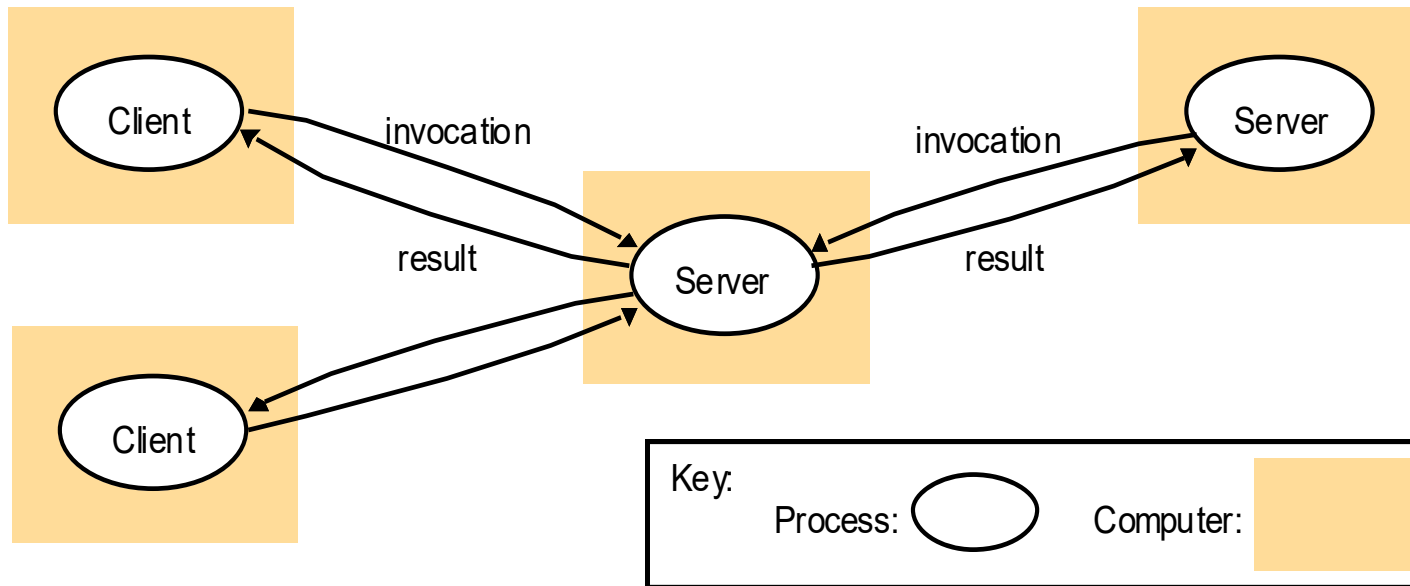 Client
Server
invocation
invocation
result
result
Server
Client
Key:
Process:
Computer: